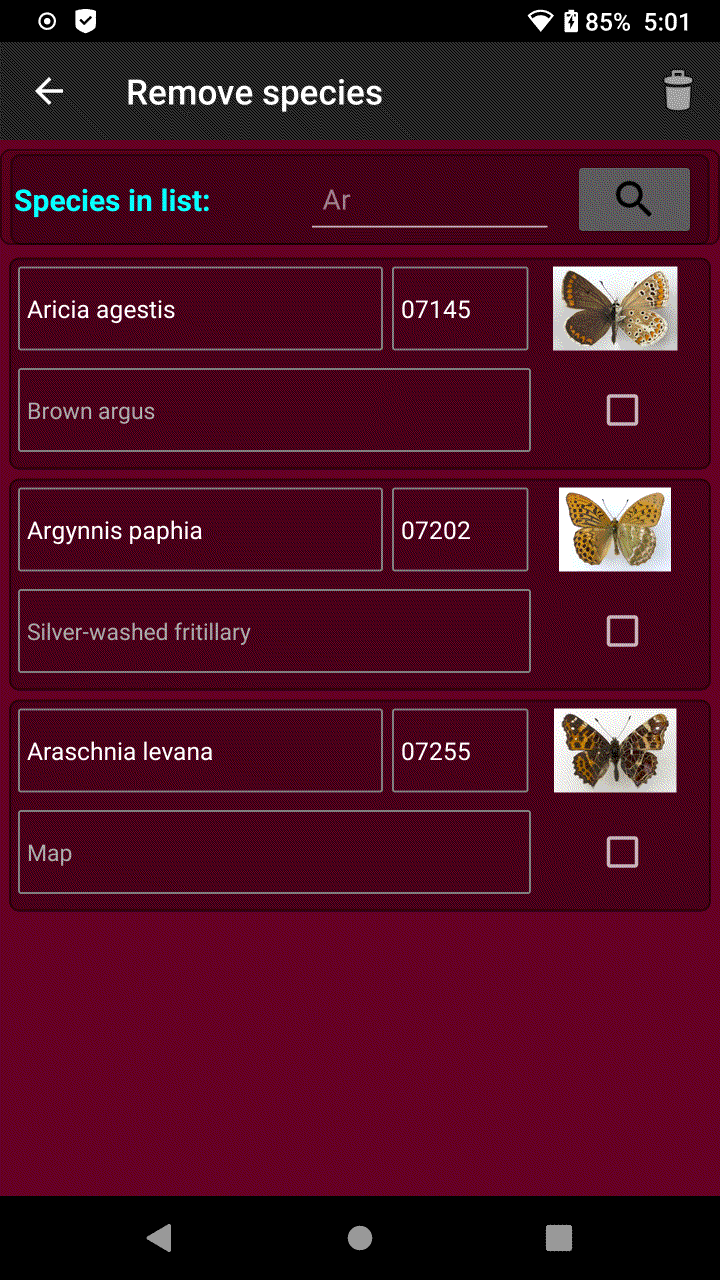 85% 5:01
Remove species
Species in list: Ar
Aricia agestis 07145
Brown argus
Argynnis paphia 07202
Silver-washed fritillary
Araschnia levana 07255
Map